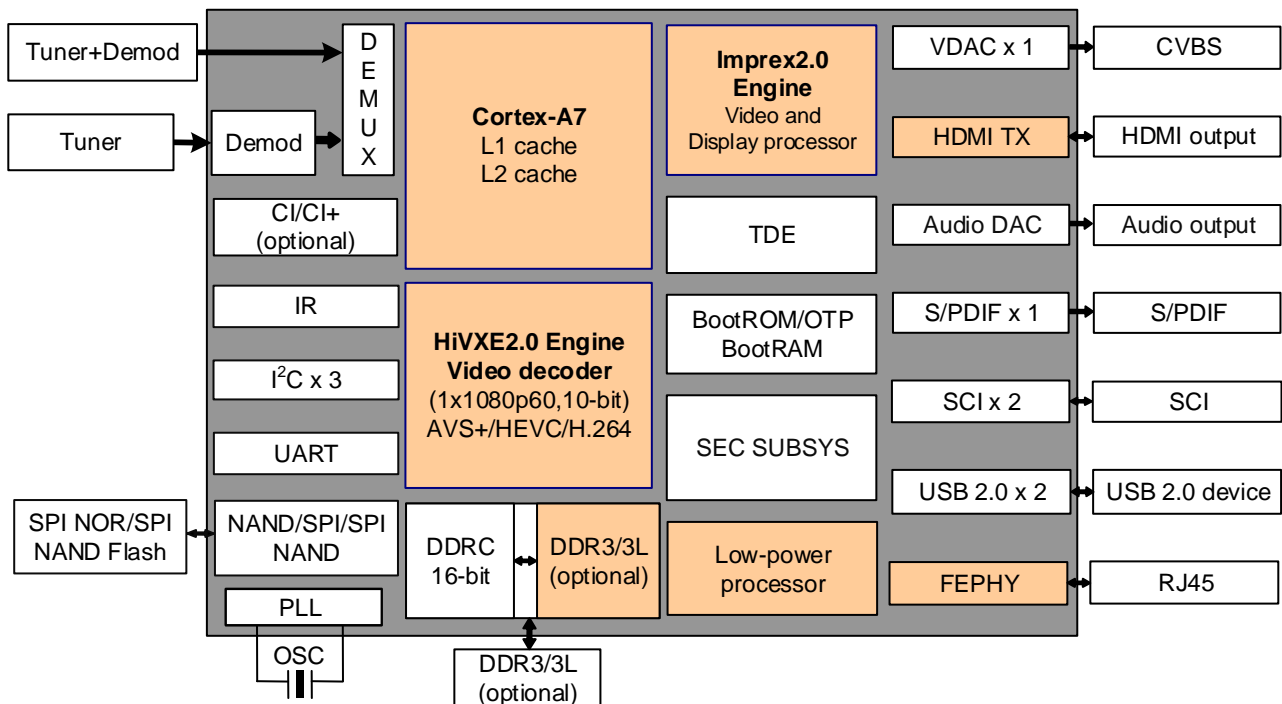 Tuner+Demod
Tuner
Demod
D
E
M
U
X
CI/CI+
(optional)
IR
I²C x 3
UART
SPI NOR/SPI
NAND Flash
NAND/SPI/SPI
NAND
PLL
OSC
Cortex-A7
L1 cache
L2 cache
HiVXE2.0 Engine
Video decoder
(1x1080p60,10-bit)
AVS+/HEVC/H.264
DDRC
16-bit
DDR3/3L
(optional)
DDR3/3L
(optional)
Imprex2.0
Engine
Video and
Display processor
TDE
BootROM/OTP
BootRAM
SEC SUBSYS
Low-power
processor
VDAC x 1
CVBS
HDMI TX
HDMI output
Audio DAC
Audio output
S/PDIF x 1
S/PDIF
SCI x 2
SCI
USB 2.0 x 2
USB 2.0 device
FEPHY
RJ45